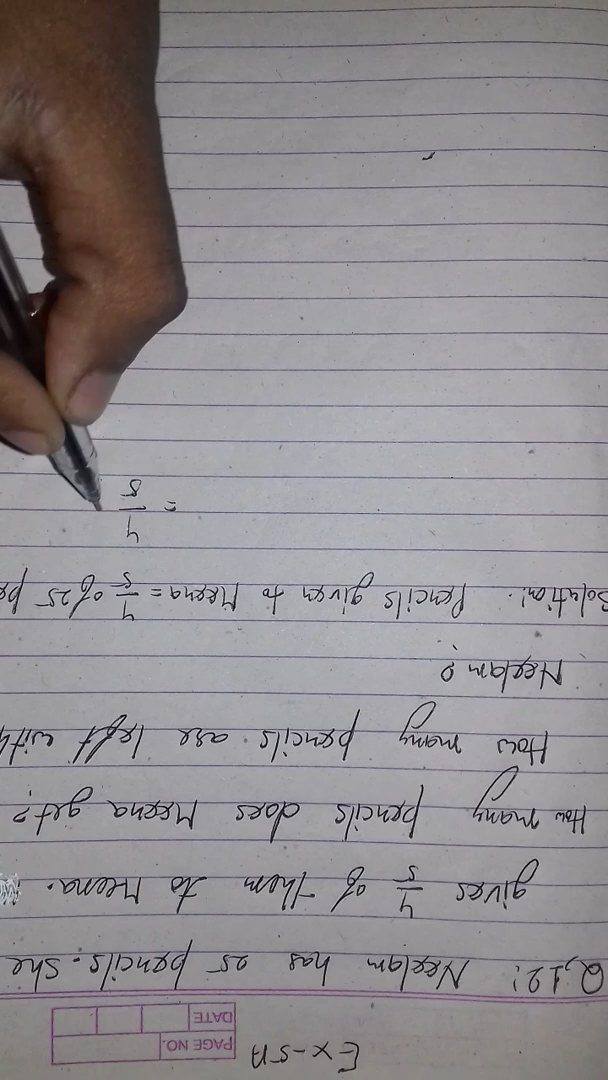 Ex-5A
PAGE NO.
DATE
Q,12: Neelam has 25 pencils. She
gives 4/5 of them to Meena.
How many pencils does Meena get?
How many pencils are left with
Neelam?
Solution: Pencils given to Meena = 4/5 of 25 pe
= 4/5